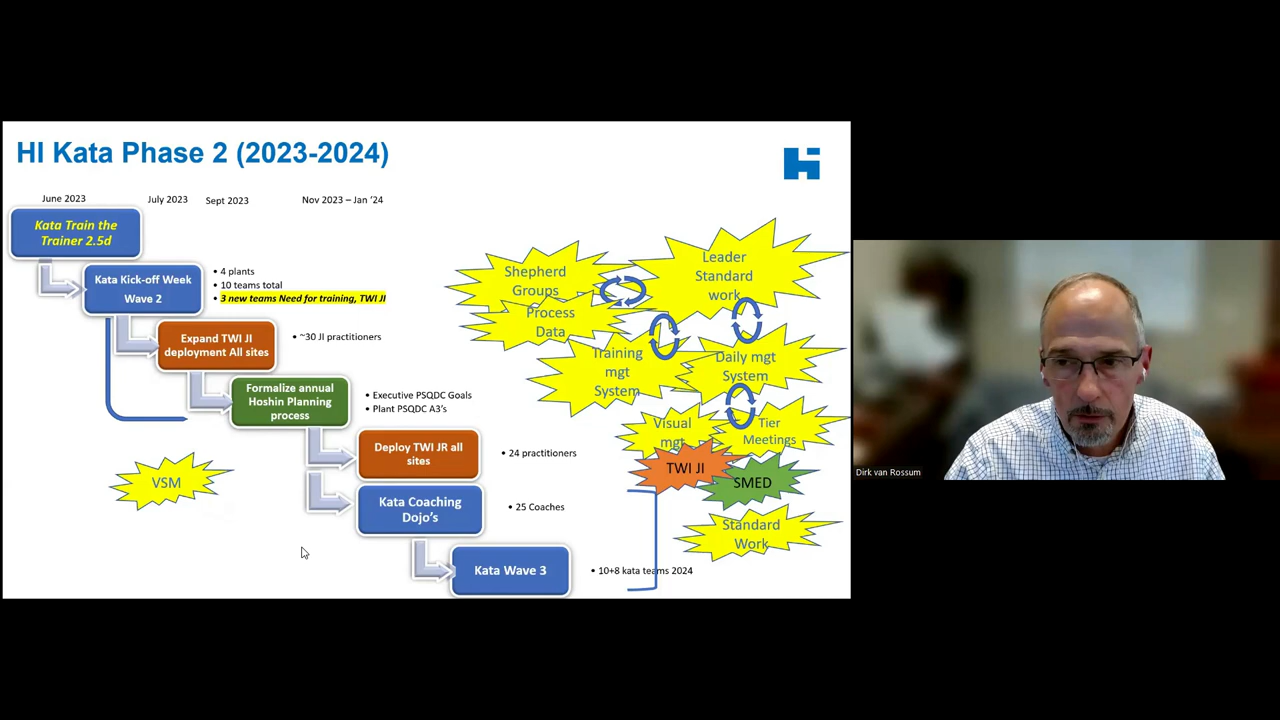 HI Kata Phase 2 (2023-2024)
June 2023
July 2023
Sept 2023
Nov 2023 – Jan '24
Kata Train the
Trainer 2.5d
Kata Kick-off Week
Wave 2
• 4 plants
• 10 teams total
• 3 new teams Need for training, TWI JI
Expand TWI JI
deployment All sites
• ~30 JI practitioners
Formalize annual
Hoshin Planning
process
• Executive PSQDC Goals
• Plant PSQDC A3's
Deploy TWI JR all
sites
• 24 practitioners
Kata Coaching
Dojo's
• 25 Coaches
Kata Wave 3
• 10+8 kata teams 2024
VSM
Shepherd
Groups
Process
Data
Leader
Standard
work
Training
mgt
System
Daily mgt
System
Visual
mgt
Tier
Meetings
TWI JI
SMED
Standard
Work
Dirk van Rossum